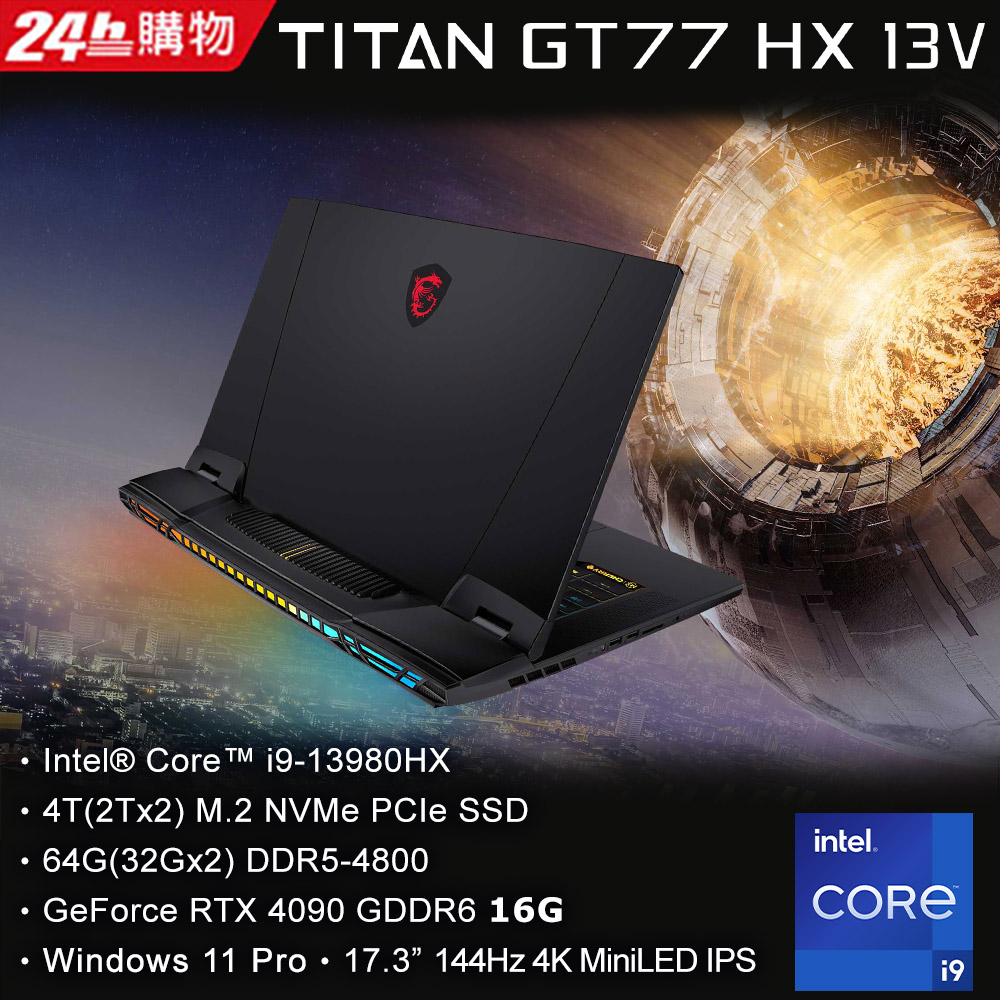 24h購物
TITAN GT77 HX 13V
CHERRY
• Intel® Core™ i9-13980HX
• 4T(2Tx2) M.2 NVMe PCIe SSD
• 64G(32Gx2) DDR5-4800
• GeForce RTX 4090 GDDR6 16G
• Windows 11 Pro • 17.3” 144Hz 4K MiniLED IPS
intel.
CORE™
i9